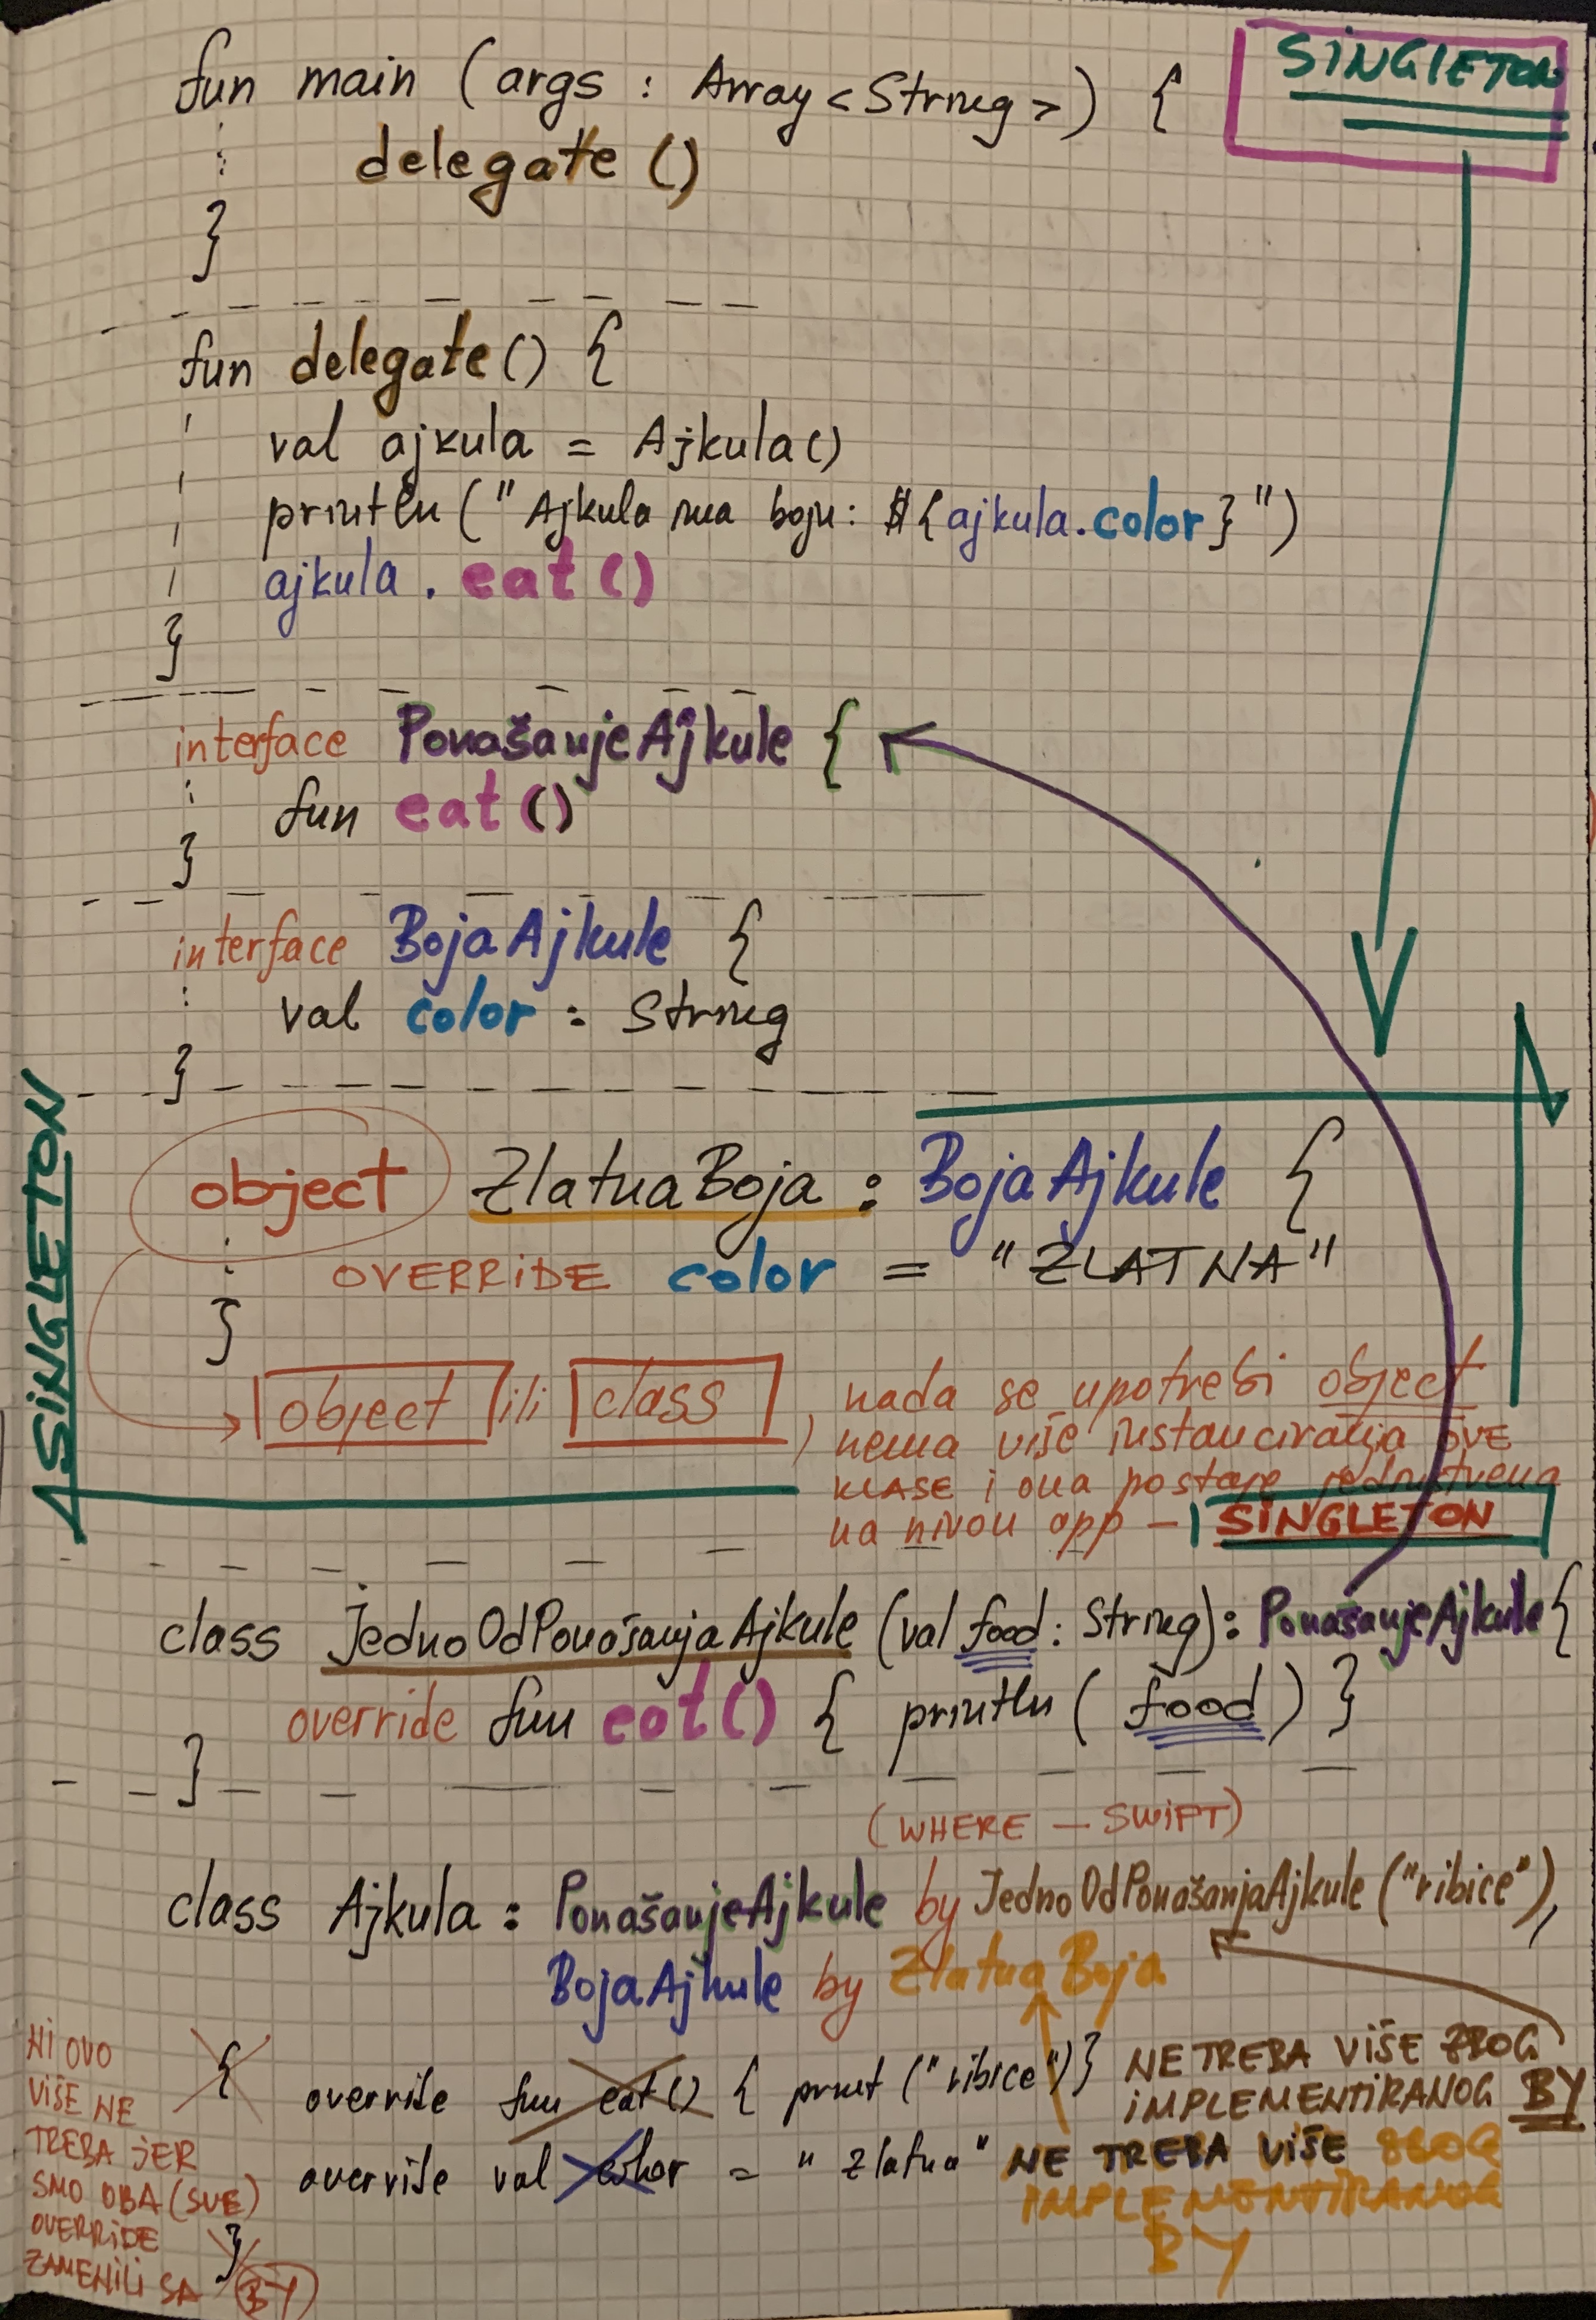 SINGLETON
fun main (args : Array<String>) {
delegate ()
}
fun delegate() {
val ajkula = Ajkula()
println ("Ajkula ima boju: ${ajkula.color}")
ajkula . eat()
}
interface PonašanjeAjkule {
fun eat()
}
interface BojaAjkule {
val color : String
}
SINGLETON
object ZlatnaBoja : BojaAjkule {
OVERRIDE color = "ZLATNA"
}
object ili class , kada se upotrebi object
nema više instanciranja OVE
KLASE i ona postaje jedinstvena
na nivou app – SINGLETON
class JednoOdPonašanjaAjkule (val food : String) : PonašanjeAjkule {
override fun eat() { println ( food ) }
}
(WHERE – SWIFT)
class Ajkula : PonašanjeAjkule by JednoOdPonašanjaAjkule ("ribice"),
BojaAjkule by ZlatnaBoja
{
override fun eat() { print ("ribice") } NE TREBA VIŠE ZBOG
IMPLEMENTIRANOG BY
override val color = "zlatna" NE TREBA VIŠE ZBOG
IMPLEMENTIRANOG
BY
}
NI OVO
VIŠE NE
TREBA JER
SMO OBA (SVE)
OVERRIDE
ZAMENILI SA BY